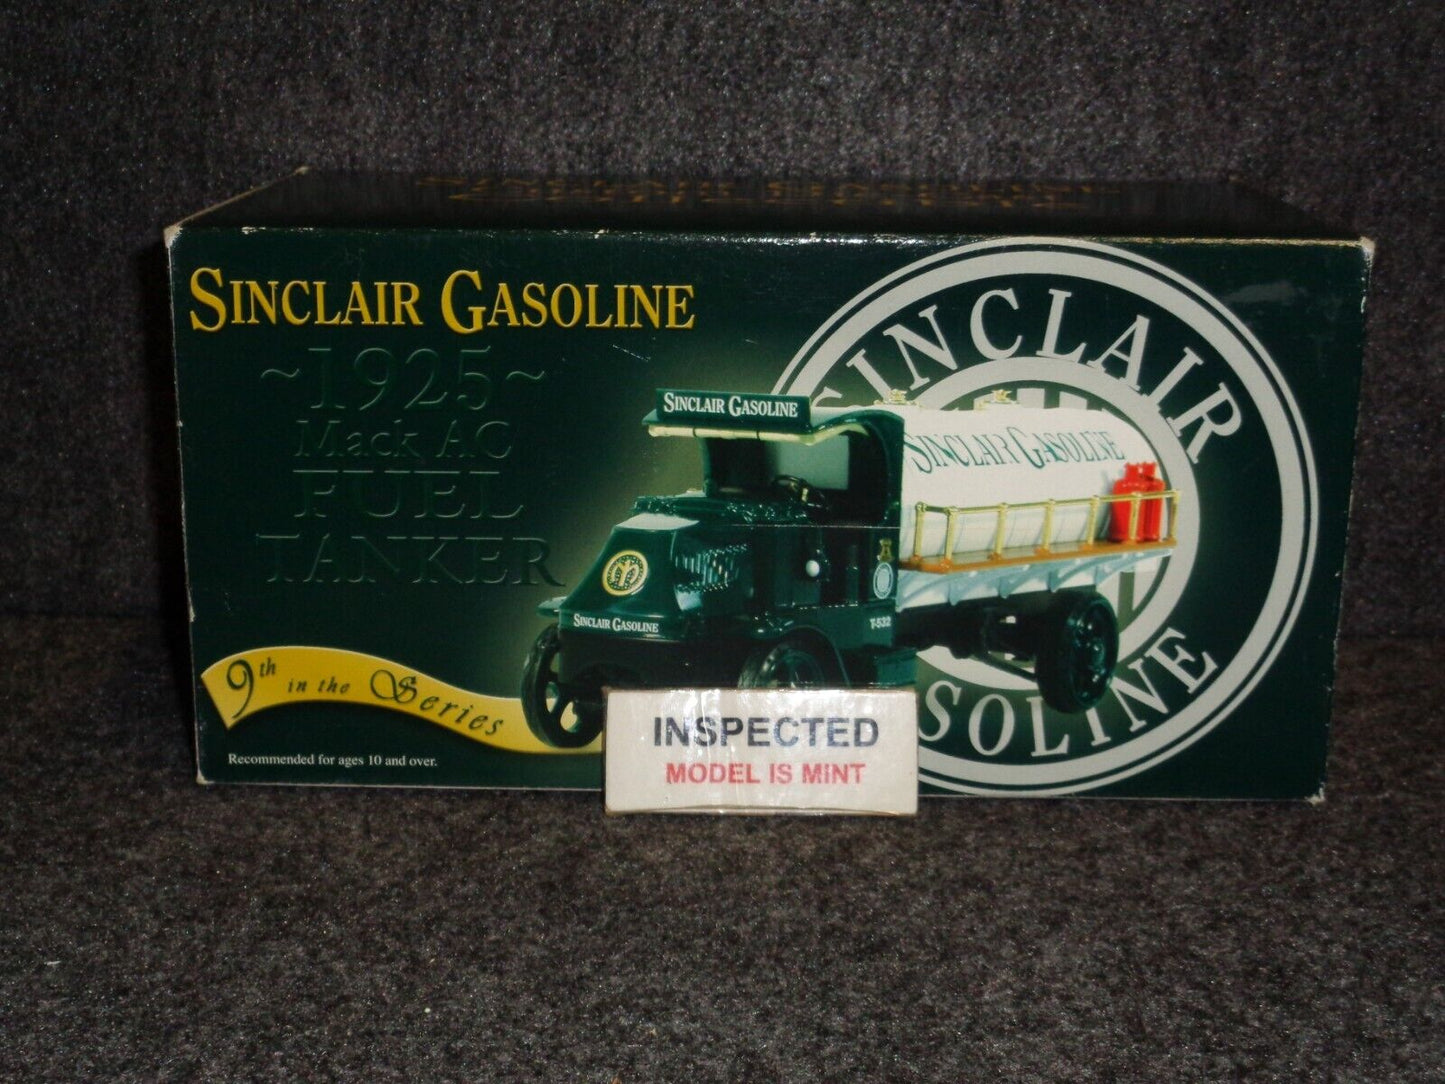 SINCLAIR GASOLINE
~1925~
Mack AC
FUEL
TANKER
9th in the Series
Recommended for ages 10 and over.
SINCLAIR GASOLINE
SINCLAIR GASOLINE
SINCLAIR GASOLINE
T-532
SINCLAIR
GASOLINE
INSPECTED
MODEL IS MINT